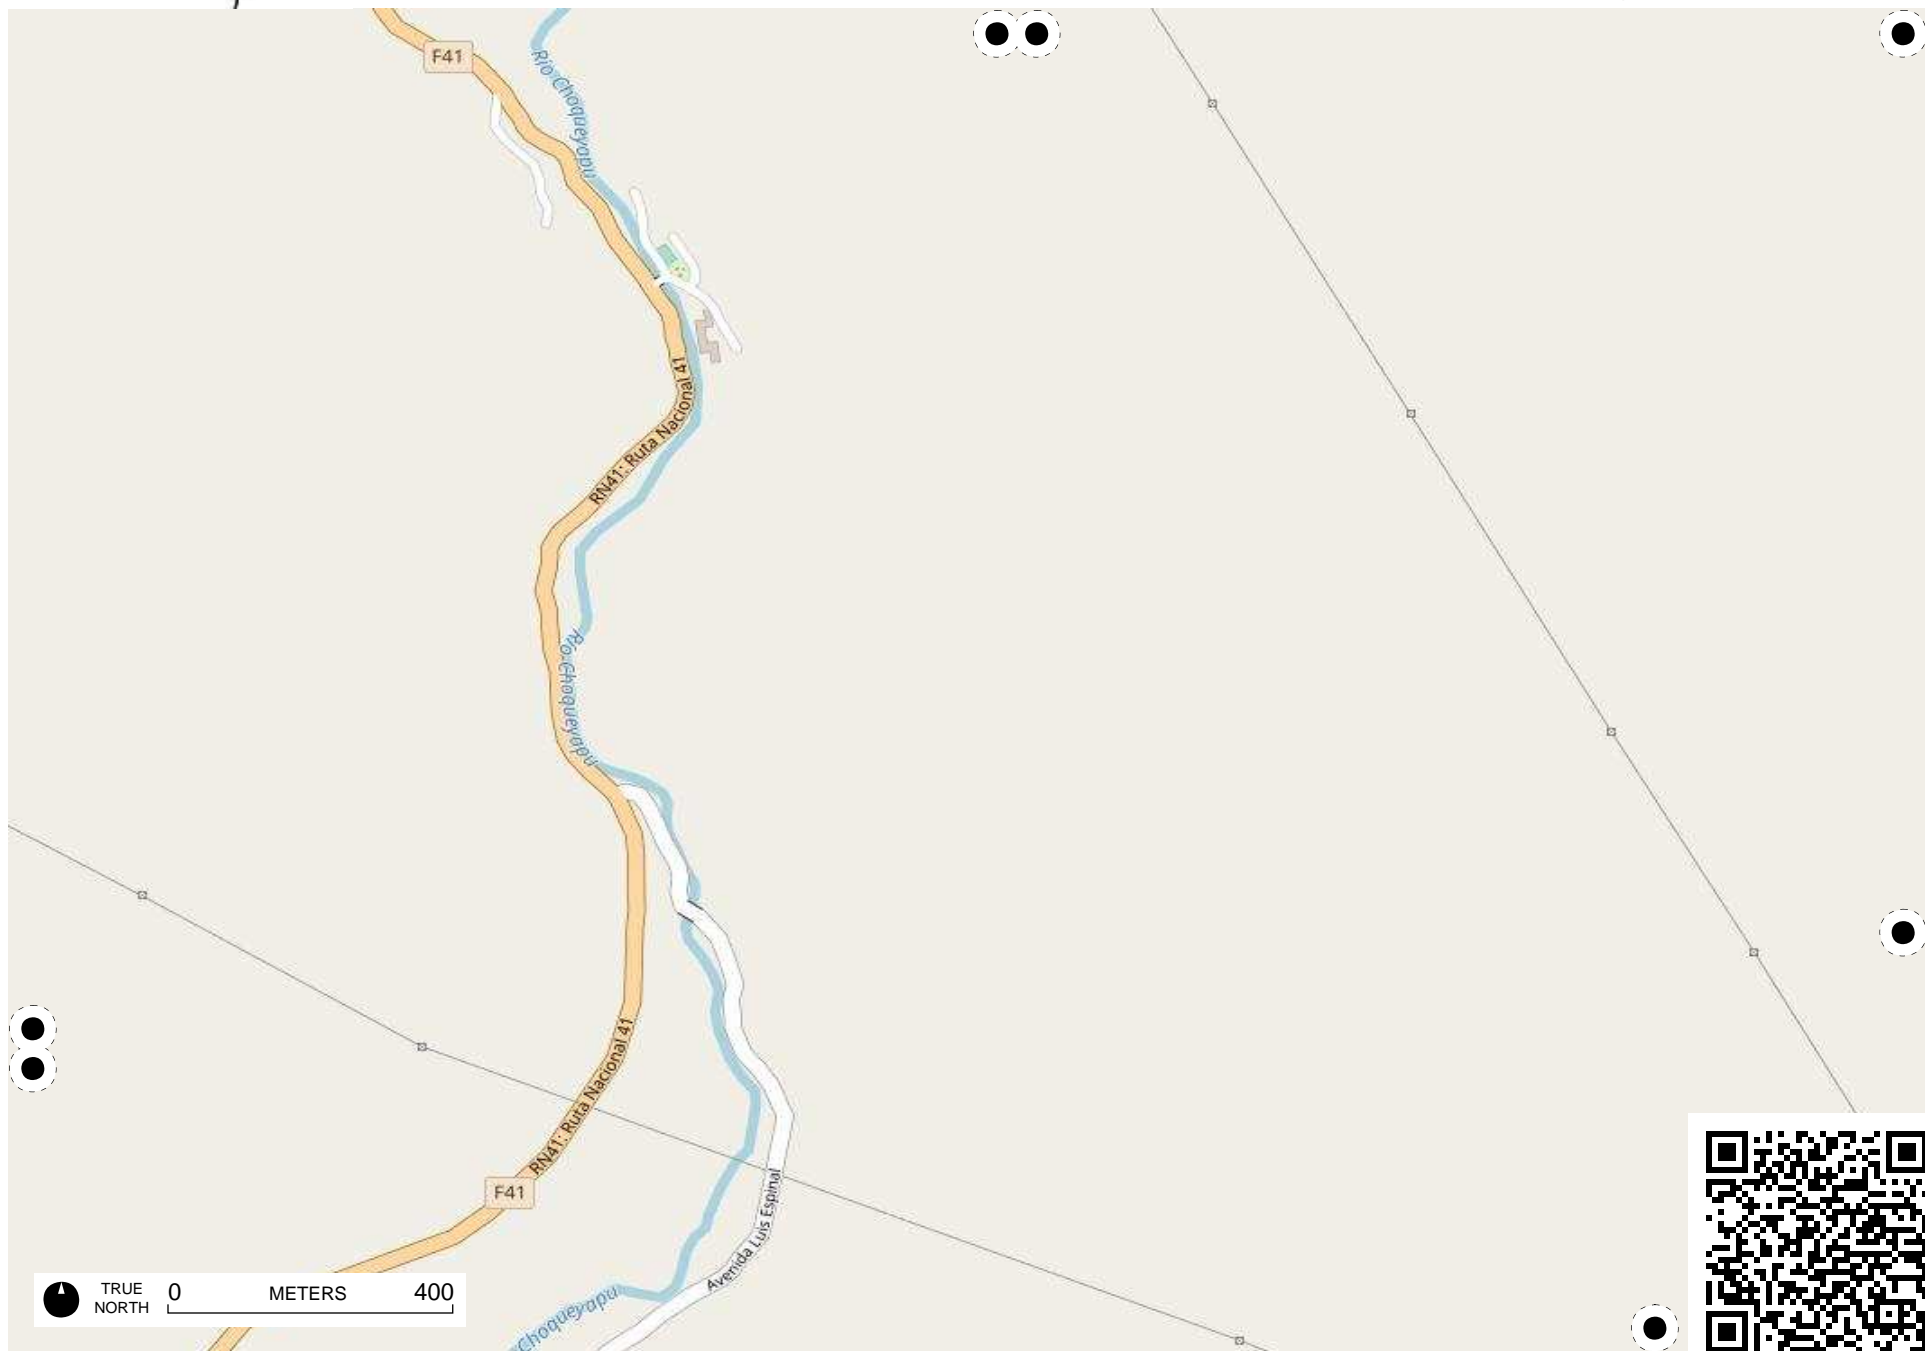 F41
Río Choqueyapu
RN41: Ruta Nacional 41
Río Choqueyapu
RN41: Ruta Nacional 41
F41
Avenida Luis Espinal
Choqueyapu
TRUE
NORTH
0 METERS 400